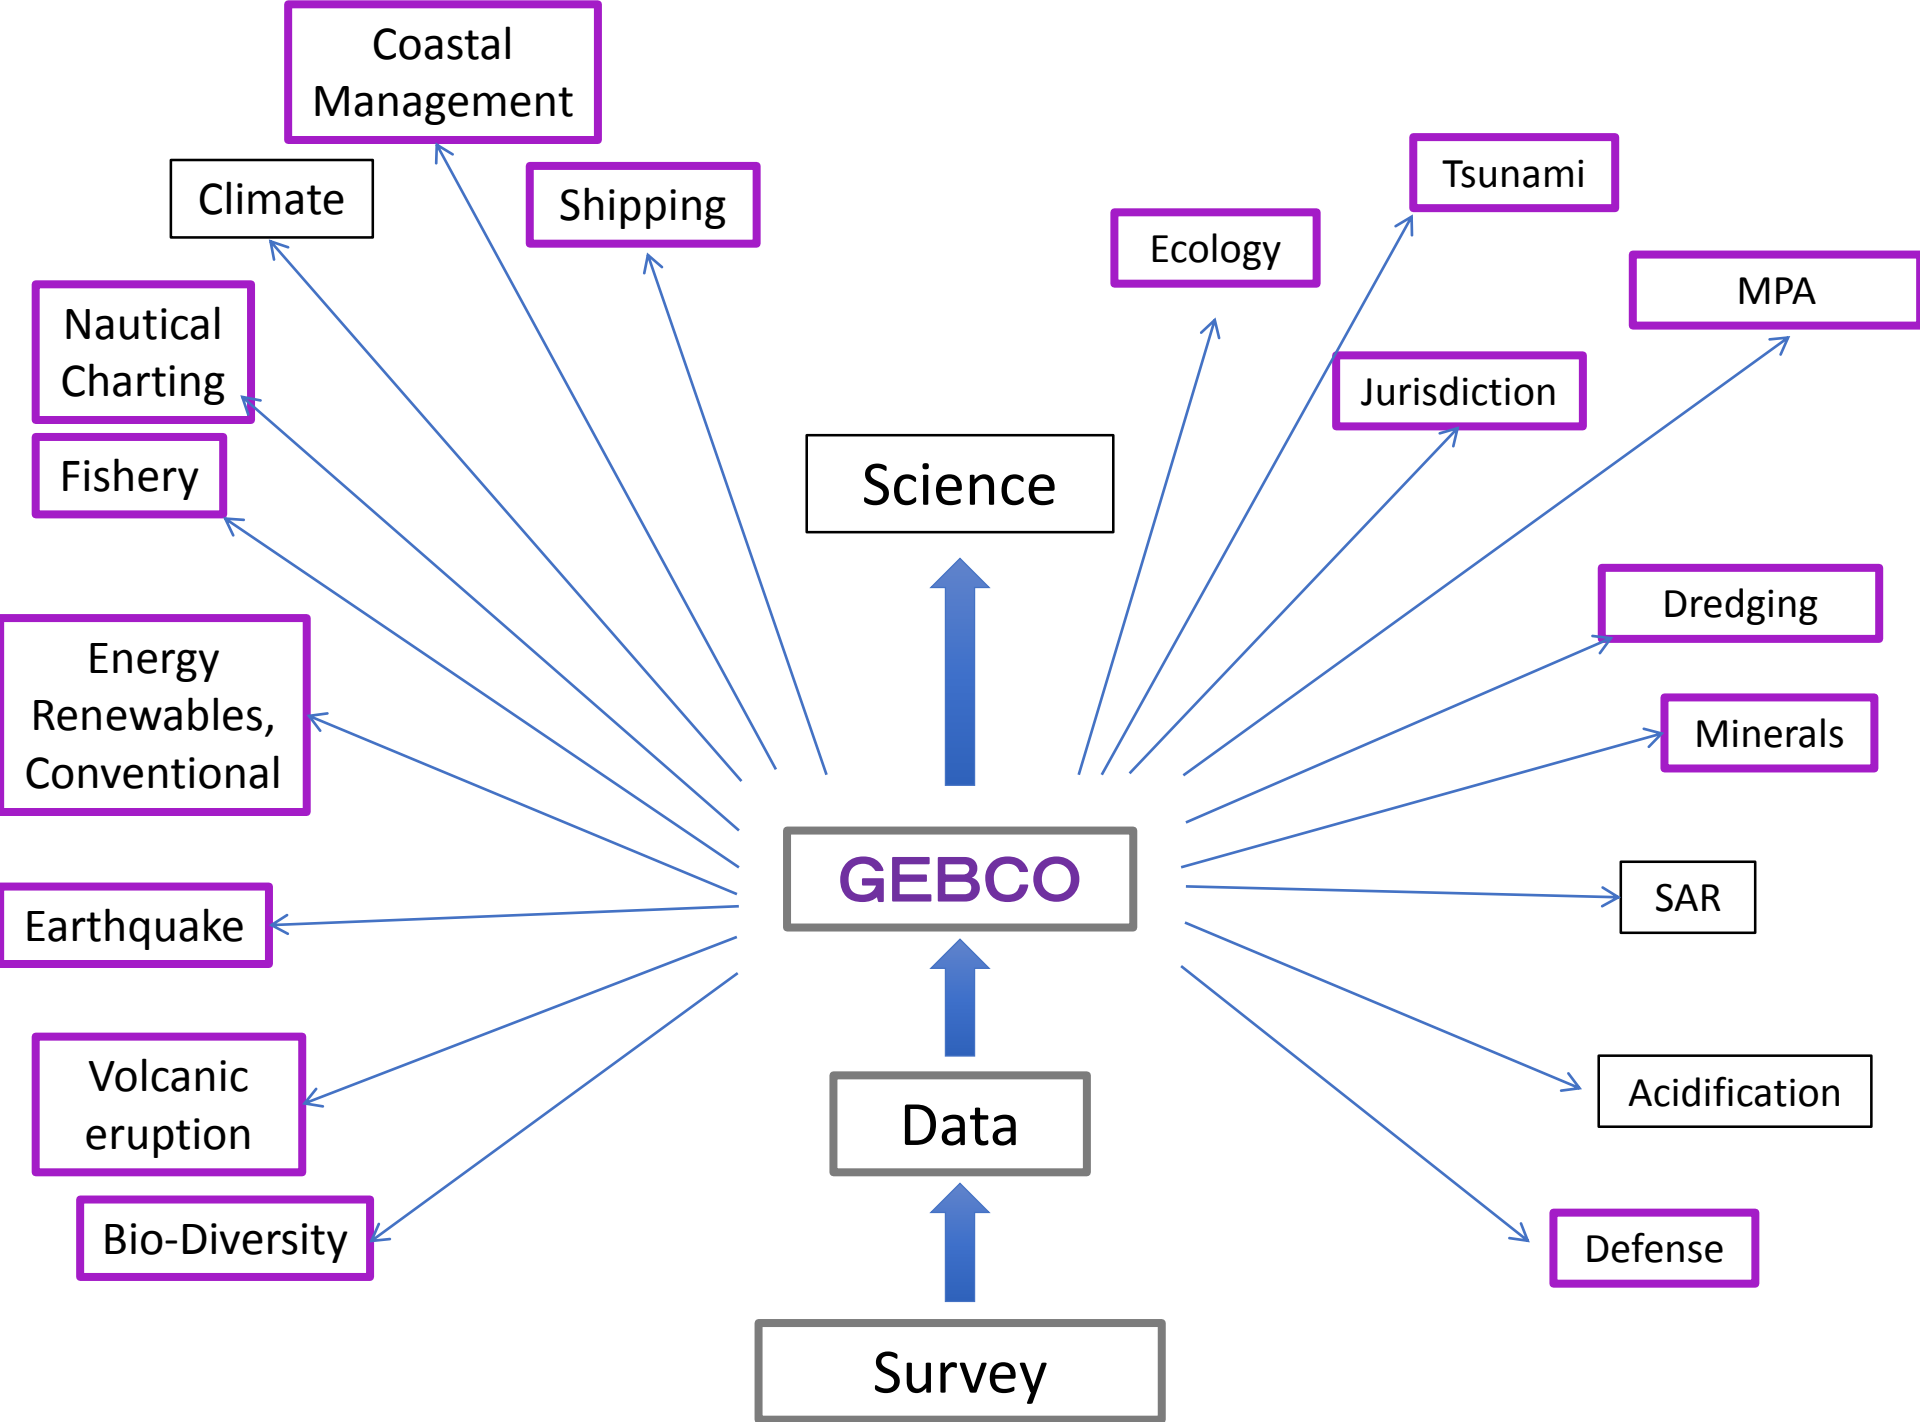 Coastal
Management
Climate
Shipping
Nautical
Charting
Fishery
Energy
Renewables,
Conventional
Earthquake
Volcanic
eruption
Bio-Diversity
Science
GEBCO
Data
Survey
Ecology
Tsunami
MPA
Jurisdiction
Dredging
Minerals
SAR
Acidification
Defense